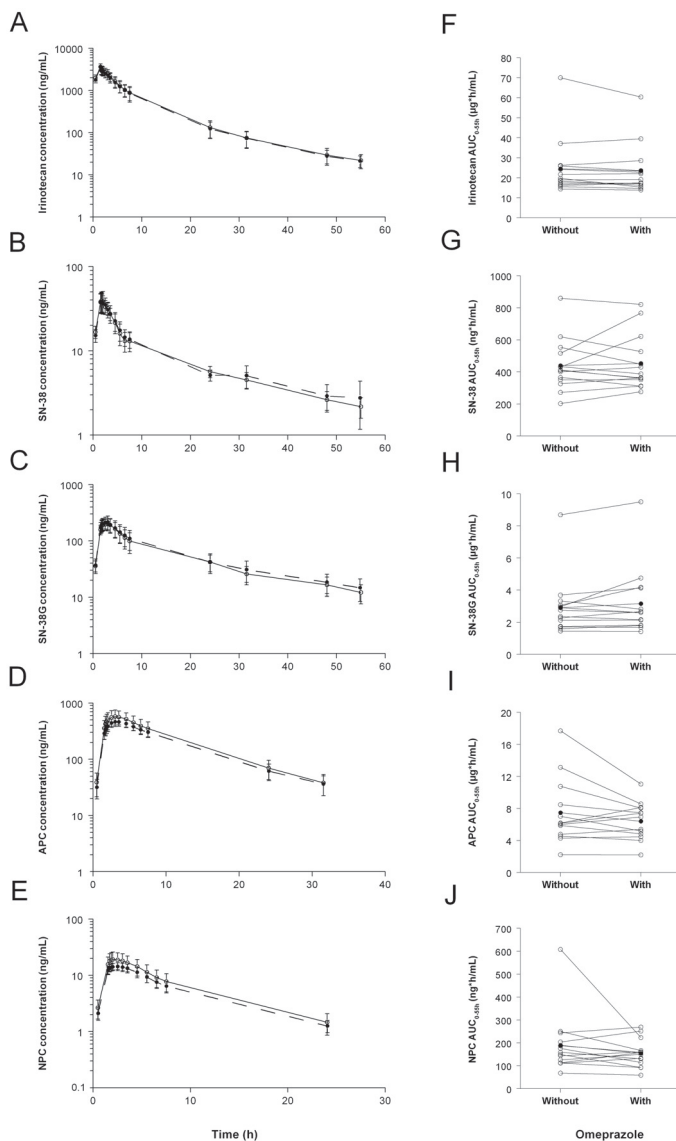 A
Irinotecan concentration (ng/mL)
10000
1000
100
10
1
0 10 20 30 40 50 60
B
SN-38 concentration (ng/mL)
100
10
1
0 10 20 30 40 50 60
C
SN-38G concentration (ng/mL)
1000
100
10
1
0 10 20 30 40 50 60
D
APC concentration (ng/mL)
1000
100
10
1
0 10 20 30 40
E
NPC concentration (ng/mL)
100
10
1
0.1
0 10 20 30
Time (h)
F
Irinotecan AUC0-55h (µg*h/mL)
80
70
60
50
40
30
20
10
0
Without With
G
SN-38 AUC0-55h (ng*h/mL)
1000
800
600
400
200
0
Without With
H
SN-38G AUC0-55h (µg*h/mL)
10
8
6
4
2
0
Without With
I
APC AUC0-55h (µg*h/mL)
20
16
12
8
4
0
Without With
J
NPC AUC0-55h (ng*h/mL)
700
600
500
400
300
200
100
0
Without With
Omeprazole